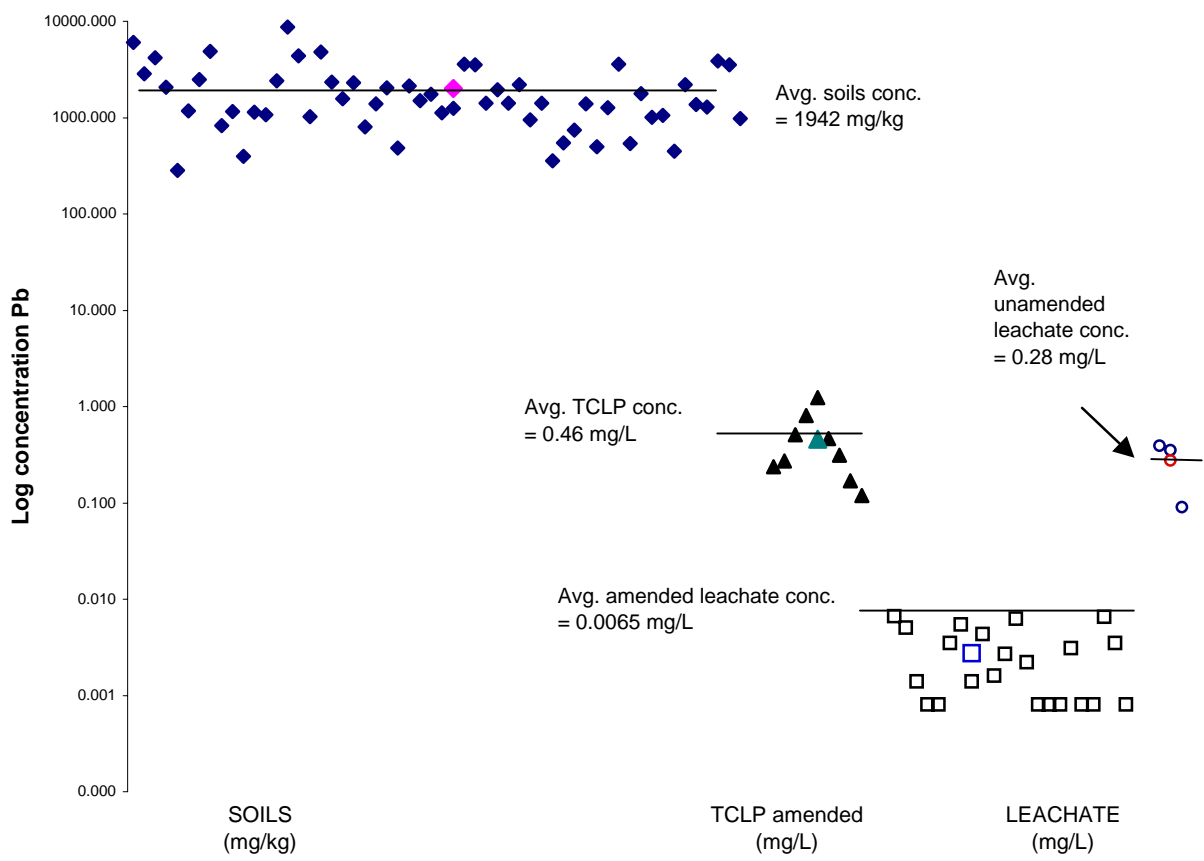 10000.000
1000.000
100.000
10.000
1.000
0.100
0.010
0.001
0.000
Log concentration Pb
Avg. soils conc.
= 1942 mg/kg
Avg.
unamended
leachate conc.
= 0.28 mg/L
Avg. TCLP conc.
= 0.46 mg/L
Avg. amended leachate conc.
= 0.0065 mg/L
SOILS
(mg/kg)
TCLP amended
(mg/L)
LEACHATE
(mg/L)